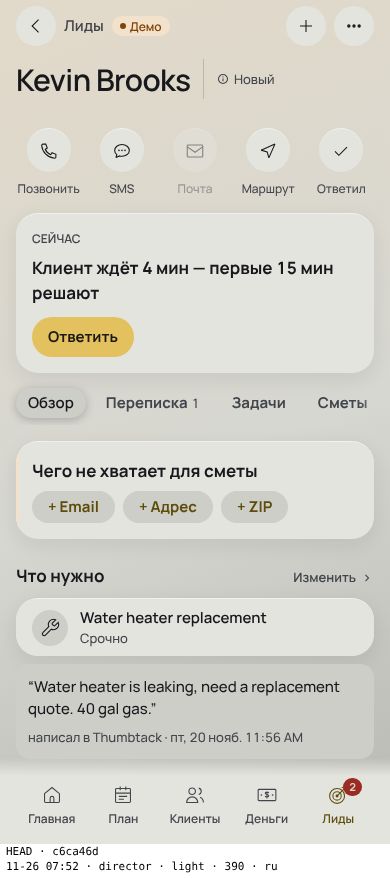 Лиды
Демо
Kevin Brooks
Новый
Позвонить
SMS
Почта
Маршрут
Ответил
СЕЙЧАС
Клиент ждёт 4 мин — первые 15 мин
решают
Ответить
Обзор
Переписка 1
Задачи
Сметы
Чего не хватает для сметы
+ Email
+ Адрес
+ ZIP
Что нужно
Изменить
Water heater replacement
Срочно
“Water heater is leaking, need a replacement
quote. 40 gal gas.”
написал в Thumbtack · пт, 20 нояб. 11:56 AM
2
Главная
План
Клиенты
Деньги
Лиды
HEAD · c6ca46d
11-26 07:52 · director · light · 390 · ru